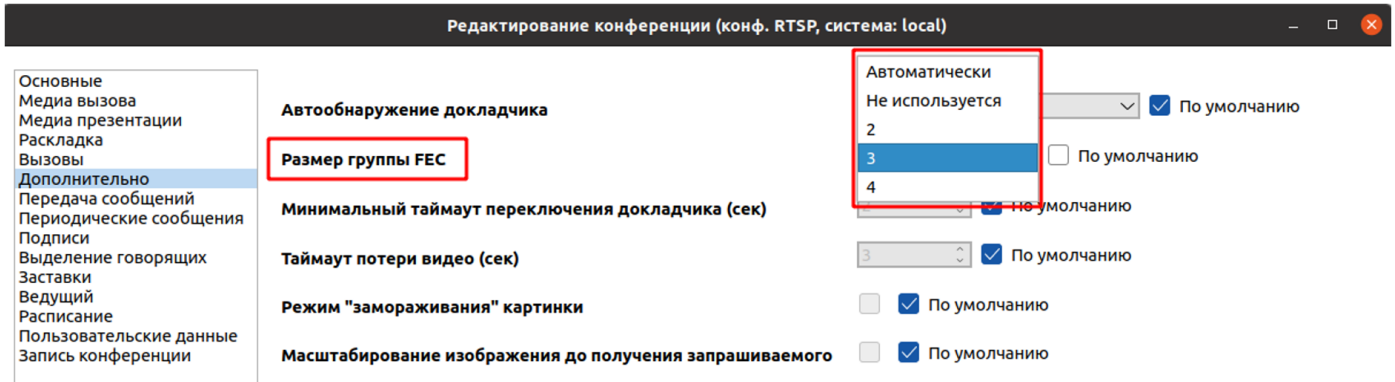 Редактирование конференции (конф. RTSP, система: local)
Основные
Медиа вызова
Медиа презентации
Раскладка
Вызовы
Дополнительно
Передача сообщений
Периодические сообщения
Подписи
Выделение говорящих
Заставки
Ведущий
Расписание
Пользовательские данные
Запись конференции
Автообнаружение докладчика
По умолчанию
Размер группы FEC
Автоматически
Не используется
2
3
4
По умолчанию
Минимальный таймаут переключения докладчика (сек)
По умолчанию
Таймаут потери видео (сек)
3
По умолчанию
Режим "замораживания" картинки
По умолчанию
Масштабирование изображения до получения запрашиваемого
По умолчанию